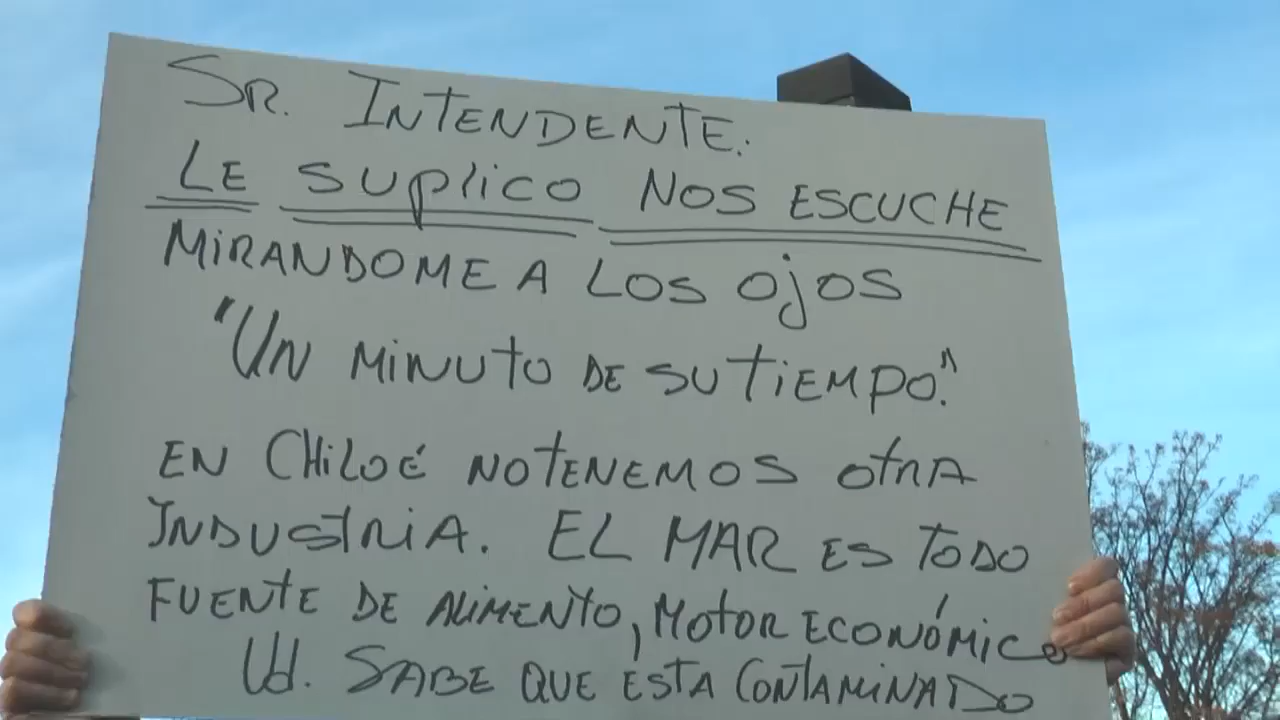 SR. INTENDENTE.
LE SUPLICO NOS ESCUCHE
MIRANDOME A LOS OJOS
"UN MINUTO DE SU TIEMPO."
EN CHILOÉ NO TENEMOS OTRA
INDUSTRIA. EL MAR ES TODO
FUENTE DE ALIMENTO, MOTOR ECONÓMICO
Ud. SABE QUE ESTA CONTAMINADO